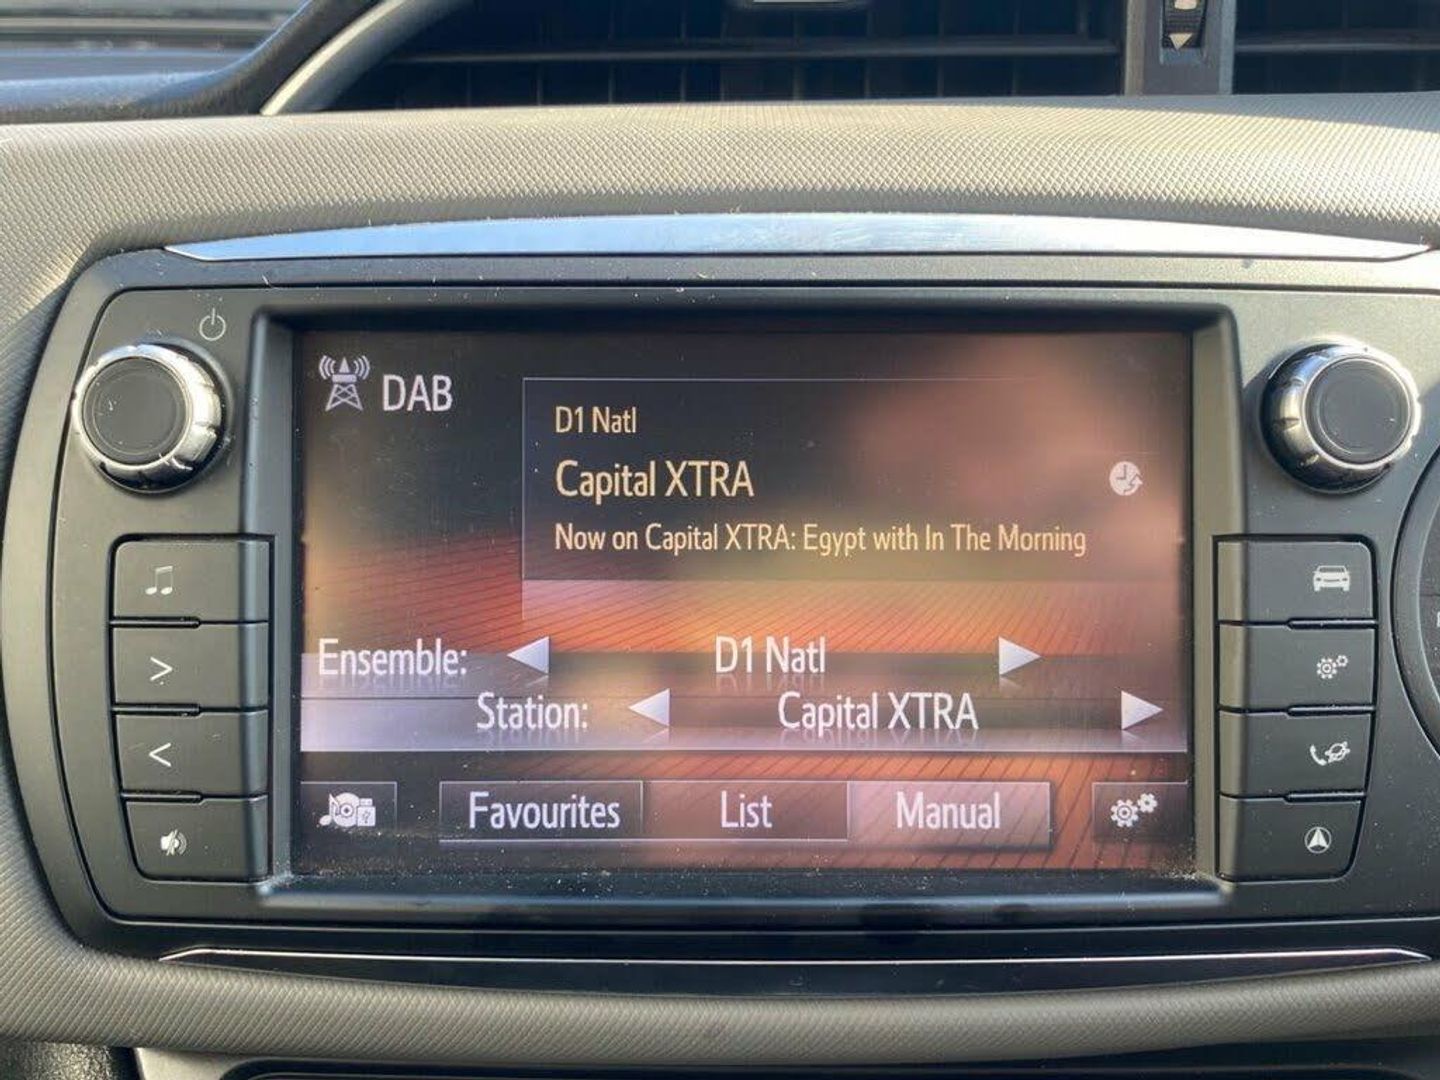 DAB
D1 Natl
Capital XTRA
Now on Capital XTRA: Egypt with In The Morning
Ensemble: D1 Natl
Station: Capital XTRA
Favourites List Manual